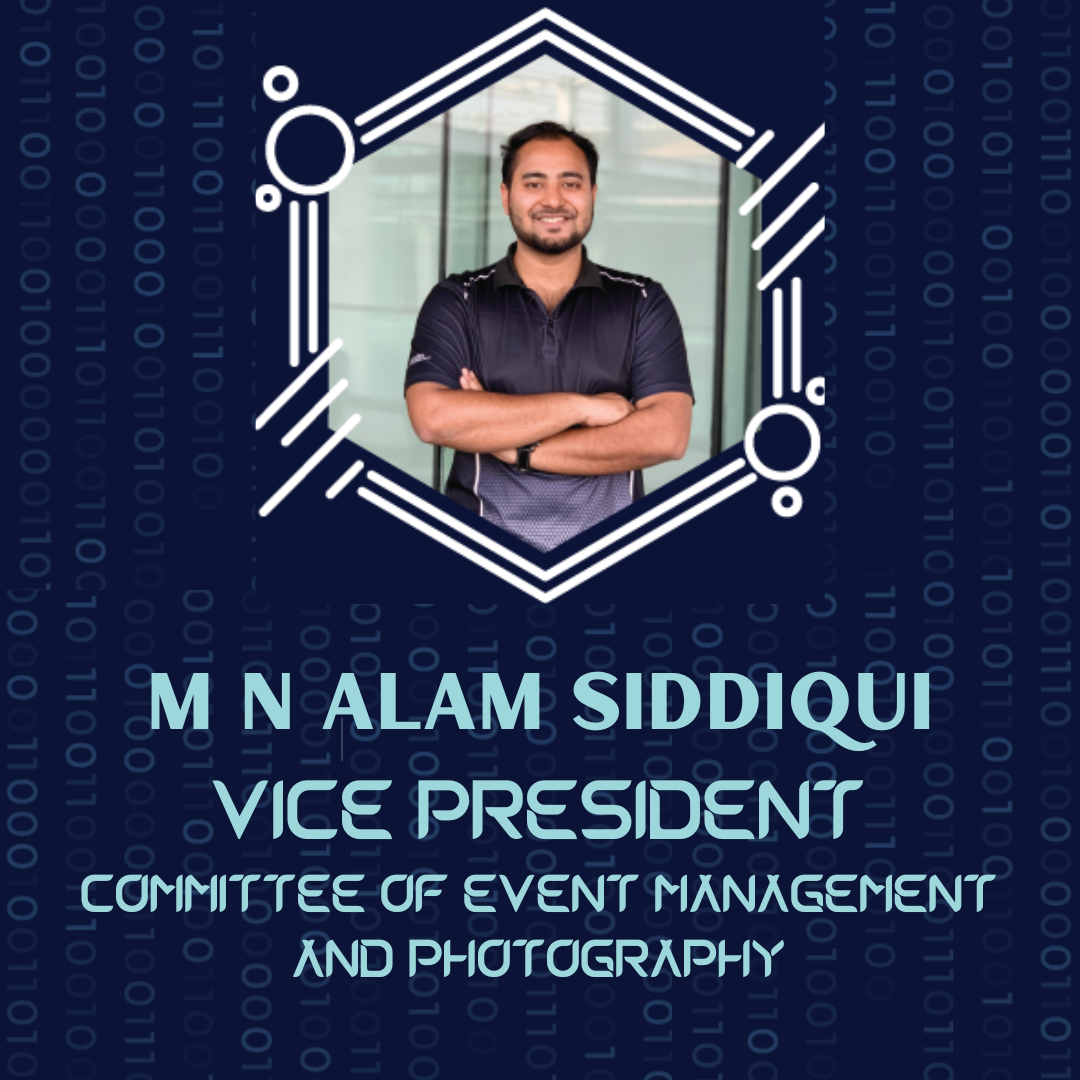 M N ALAM SIDDIQUI
VICE PRESIDENT
COMMITTEE OF EVENT MANAGEMENT
AND PHOTOGRAPHY